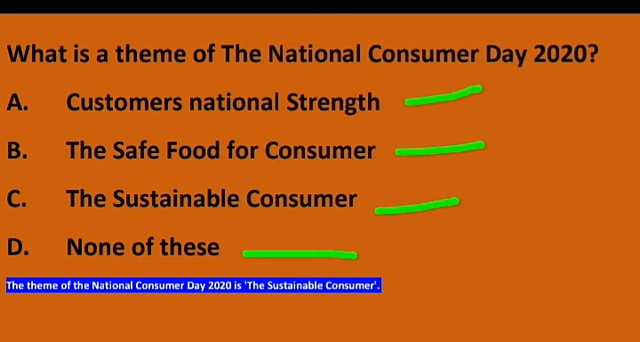 What is a theme of The National Consumer Day 2020?
A. Customers national Strength
B. The Safe Food for Consumer
C. The Sustainable Consumer
D. None of these
The theme of the National Consumer Day 2020 is 'The Sustainable Consumer'.